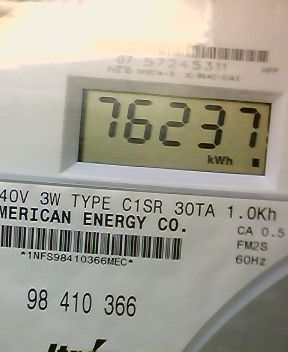 07 57245311
76237
kWh
40V 3W TYPE C1SR 30TA 1.0Kh
MERICAN ENERGY CO.
CA 0.5
FM2S
60Hz
*1NFS98410366MEC*
98 410 366